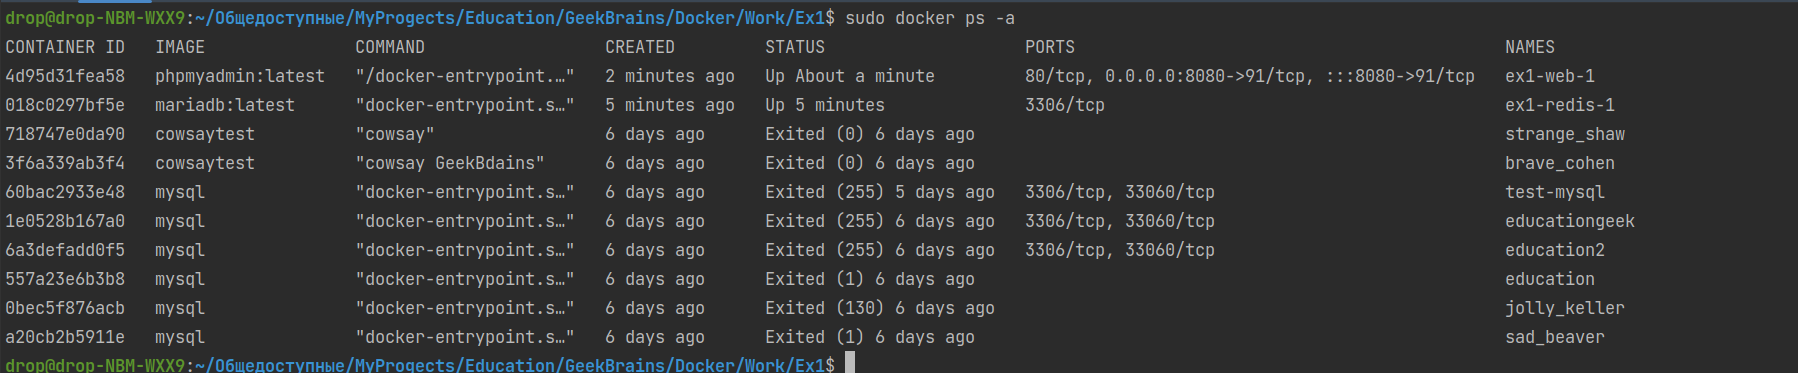 drop@drop-NBM-WXX9:~/Общедоступные/MyProgects/Education/GeekBrains/Docker/Work/Ex1$ sudo docker ps -a
CONTAINER ID   IMAGE               COMMAND                  CREATED         STATUS                    PORTS                                           NAMES
4d95d31fea58   phpmyadmin:latest   "/docker-entrypoint.…"   2 minutes ago   Up About a minute         80/tcp, 0.0.0.0:8080->91/tcp, :::8080->91/tcp   ex1-web-1
018c0297bf5e   mariadb:latest      "docker-entrypoint.s…"   5 minutes ago   Up 5 minutes              3306/tcp                                        ex1-redis-1
718747e0da90   cowsaytest          "cowsay"                 6 days ago      Exited (0) 6 days ago                                                     strange_shaw
3f6a339ab3f4   cowsaytest          "cowsay GeekBdains"      6 days ago      Exited (0) 6 days ago                                                     brave_cohen
60bac2933e48   mysql               "docker-entrypoint.s…"   6 days ago      Exited (255) 5 days ago   3306/tcp, 33060/tcp                             test-mysql
1e0528b167a0   mysql               "docker-entrypoint.s…"   6 days ago      Exited (255) 6 days ago   3306/tcp, 33060/tcp                             educationgeek
6a3defadd0f5   mysql               "docker-entrypoint.s…"   6 days ago      Exited (255) 6 days ago   3306/tcp, 33060/tcp                             education2
557a23e6b3b8   mysql               "docker-entrypoint.s…"   6 days ago      Exited (1) 6 days ago                                                     education
0bec5f876acb   mysql               "docker-entrypoint.s…"   6 days ago      Exited (130) 6 days ago                                                   jolly_keller
a20cb2b5911e   mysql               "docker-entrypoint.s…"   6 days ago      Exited (1) 6 days ago                                                     sad_beaver
drop@drop-NBM-WXX9:~/Общедоступные/MyProgects/Education/GeekBrains/Docker/Work/Ex1$